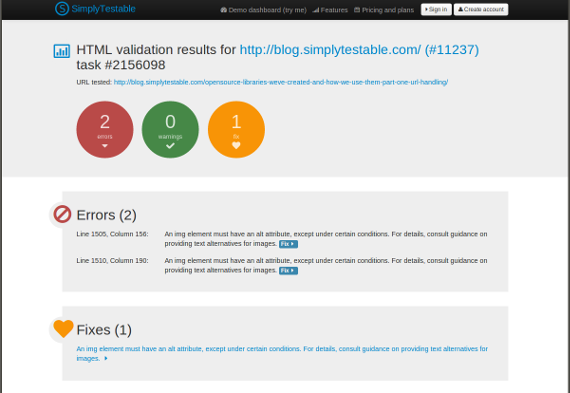 SimplyTestable
Demo dashboard (try me) Features Pricing and plans Sign in Create account
HTML validation results for http://blog.simplytestable.com/ (#11237)
task #2156098
URL tested: http://blog.simplytestable.com/opensource-libraries-weve-created-and-how-we-use-them-part-one-url-handling/
2 0 1
errors warnings fix
Errors (2)
Line 1505, Column 156: An img element must have an alt attribute, except under certain conditions. For details, consult guidance on
providing text alternatives for images. Fix
Line 1510, Column 190: An img element must have an alt attribute, except under certain conditions. For details, consult guidance on
providing text alternatives for images. Fix
Fixes (1)
An img element must have an alt attribute, except under certain conditions. For details, consult guidance on providing text alternatives for
images.